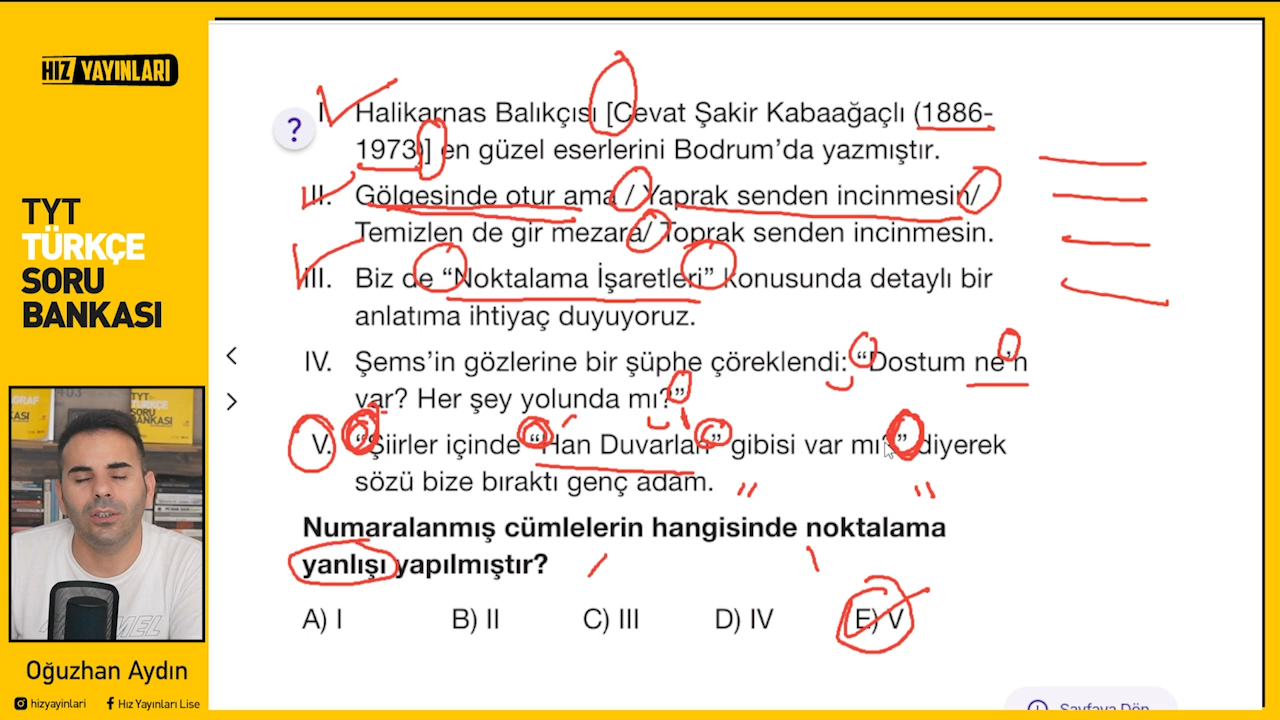 HIZ YAYINLARI
TYT
TÜRKÇE
SORU
BANKASI
?
I. Halikarnas Balıkçısı [Cevat Şakir Kabaağaçlı (1886-
1973)] en güzel eserlerini Bodrum’da yazmıştır.
II. Gölgesinde otur ama / Yaprak senden incinmesin/
Temizlen de gir mezara/ Toprak senden incinmesin.
III. Biz de “Noktalama İşaretleri” konusunda detaylı bir
anlatıma ihtiyaç duyuyoruz.
IV. Şems’in gözlerine bir şüphe çöreklendi: “Dostum ne’n
var? Her şey yolunda mı?”
V. “Şiirler içinde “Han Duvarları” gibisi var mı?” diyerek
sözü bize bıraktı genç adam.
Numaralanmış cümlelerin hangisinde noktalama
yanlışı yapılmıştır?
A) I B) II C) III D) IV E) V
Oğuzhan Aydın
hizyayinlari Hız Yayınları Lise
Sayfaya Dön